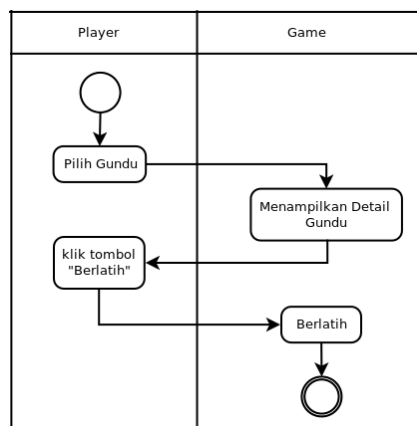 Player
Game
Pilih Gundu
Menampilkan Detail
Gundu
klik tombol
"Berlatih"
Berlatih